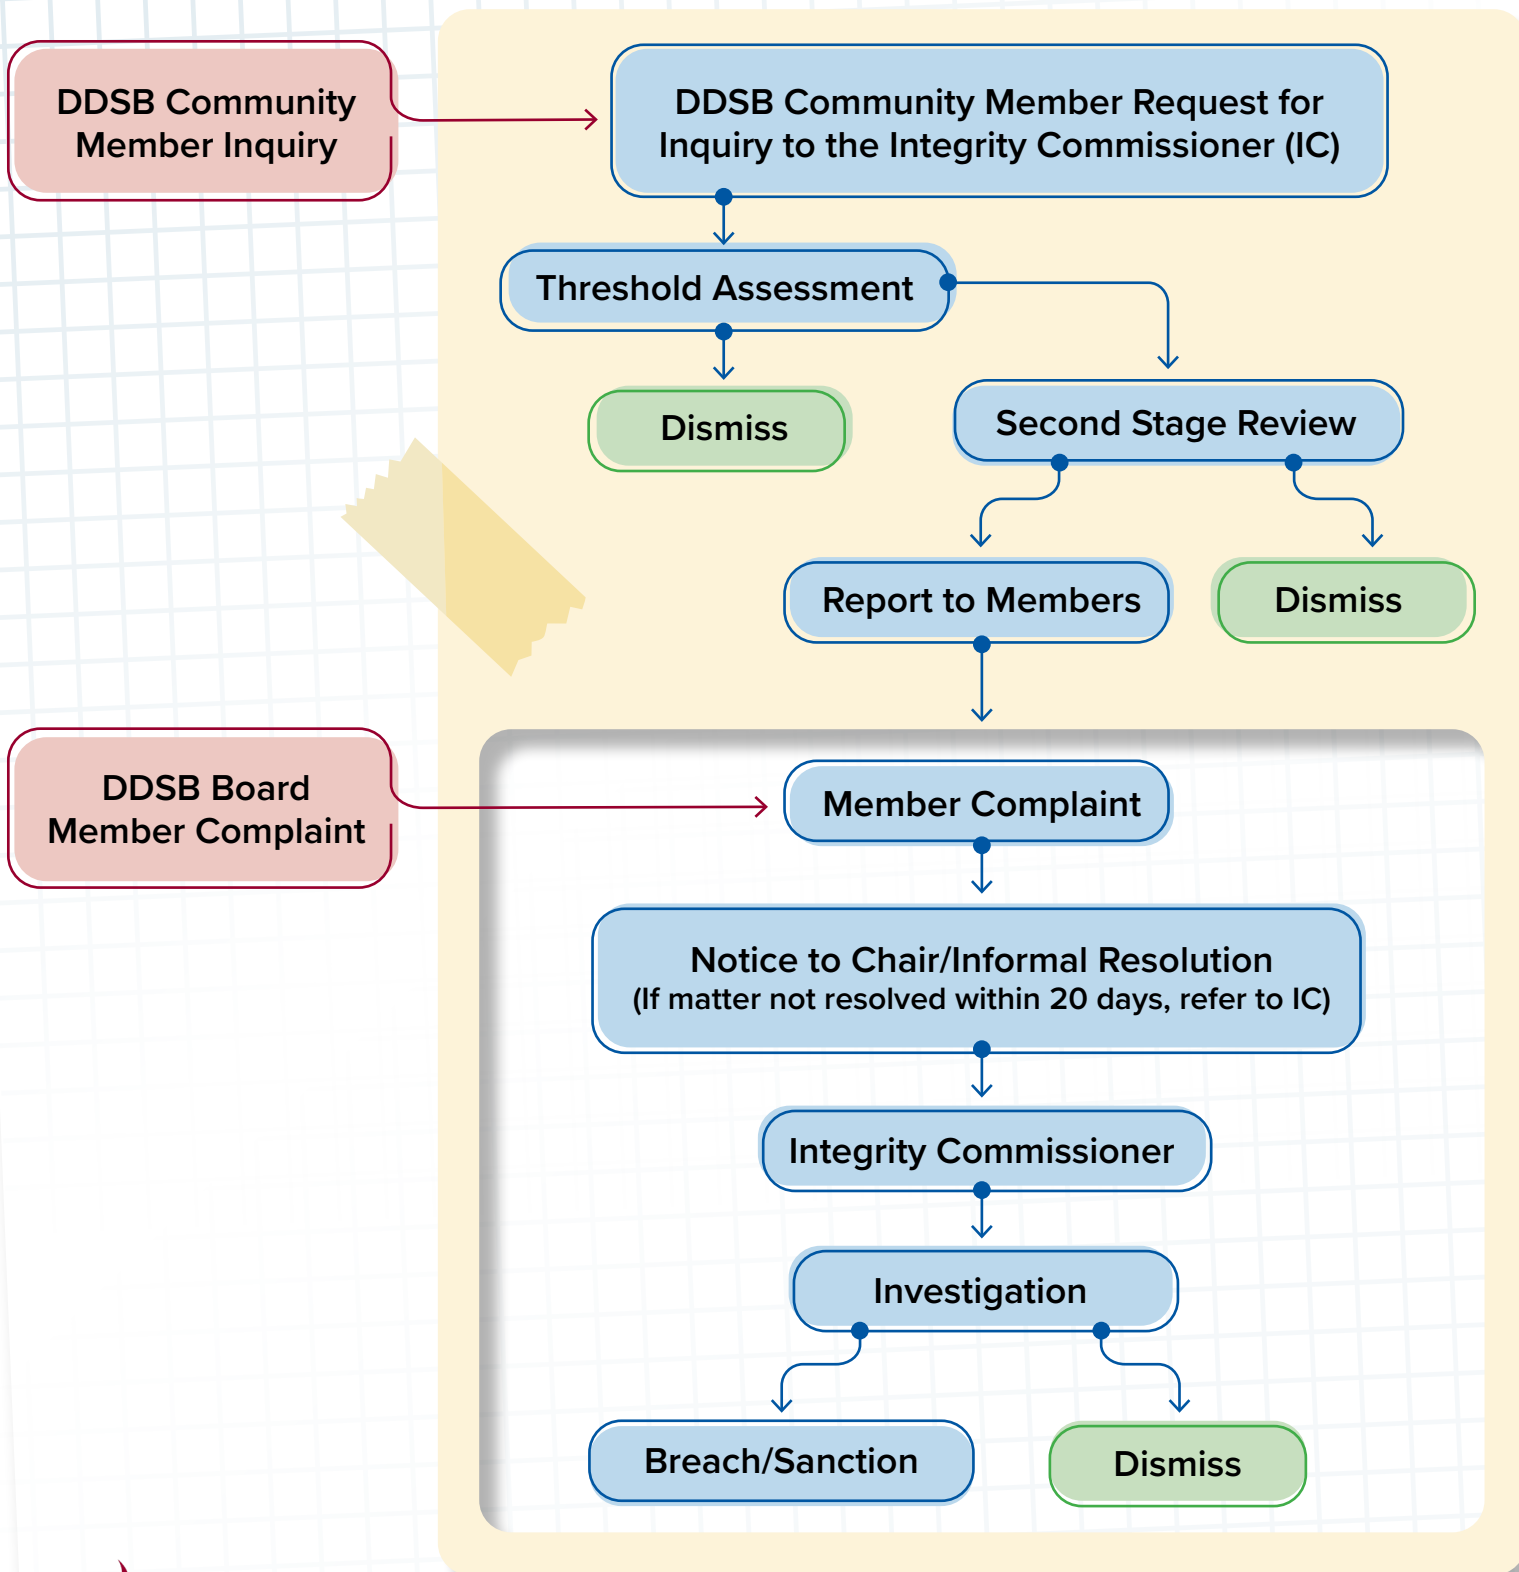 DDSB Community
Member Inquiry
DDSB Community Member Request for
Inquiry to the Integrity Commissioner (IC)
Threshold Assessment
Dismiss
Second Stage Review
Report to Members
Dismiss
DDSB Board
Member Complaint
Member Complaint
Notice to Chair/Informal Resolution
(If matter not resolved within 20 days, refer to IC)
Integrity Commissioner
Investigation
Breach/Sanction
Dismiss